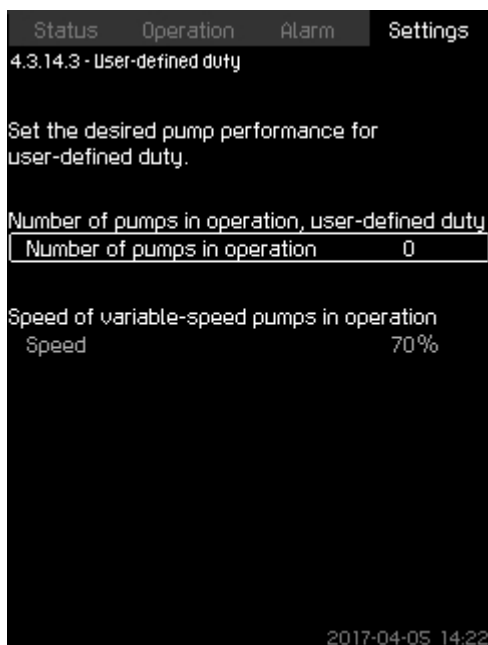 Status Operation Alarm Settings
4.3.14.3 - User-defined duty
Set the desired pump performance for
user-defined duty.
Number of pumps in operation, user-defined duty
Number of pumps in operation 0
Speed of variable-speed pumps in operation
Speed 70%
2017-04-05 14:22